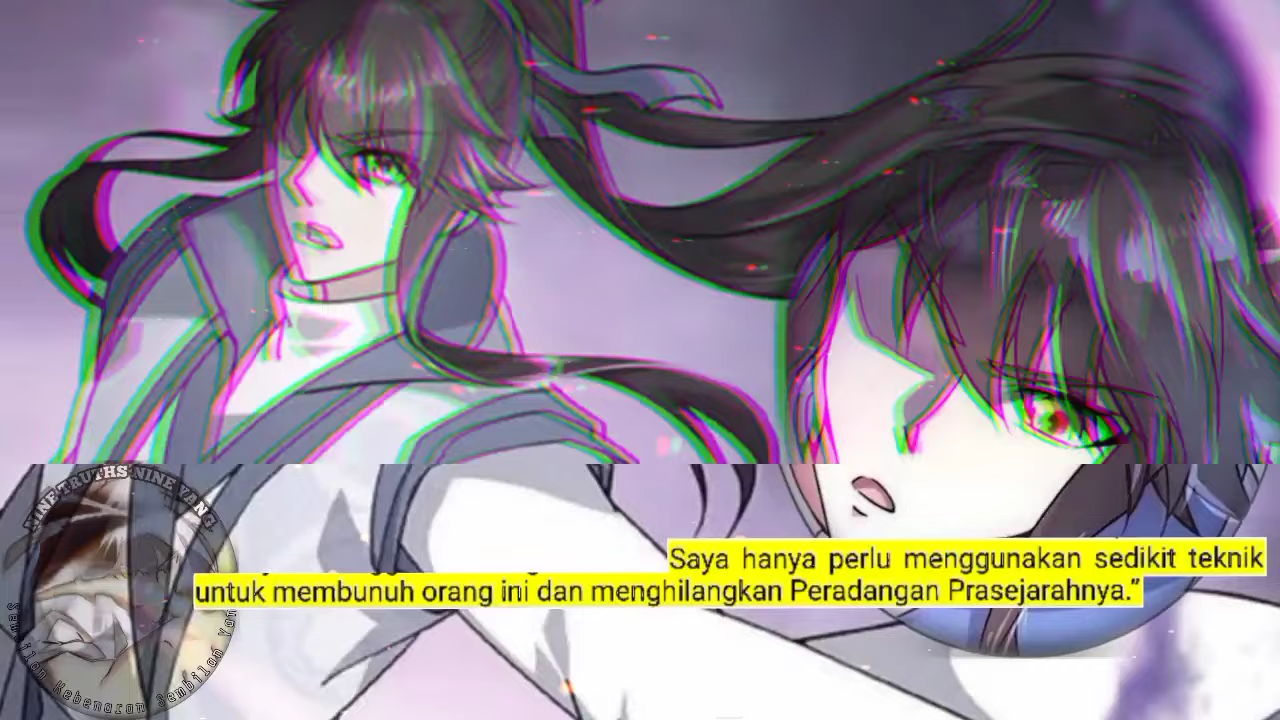 NINE TRUTHS NINE YANG
Saya hanya perlu menggunakan sedikit teknik
untuk membunuh orang ini dan menghilangkan Peradangan Prasejarahnya.”
Sembilan Kebenaran Sembilan Yang